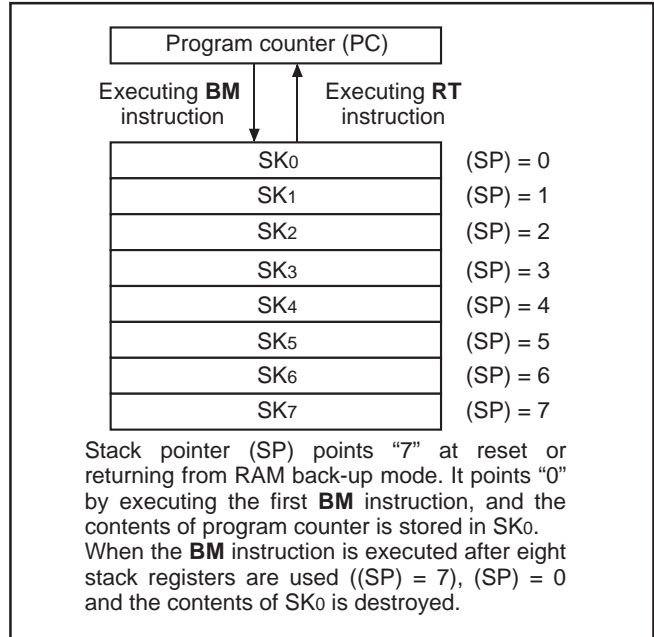 Program counter (PC)
Executing BM
instruction
Executing RT
instruction
SK0
(SP) = 0
SK1
(SP) = 1
SK2
(SP) = 2
SK3
(SP) = 3
SK4
(SP) = 4
SK5
(SP) = 5
SK6
(SP) = 6
SK7
(SP) = 7
Stack pointer (SP) points “7” at reset or
returning from RAM back-up mode. It points “0”
by executing the first BM instruction, and the
contents of program counter is stored in SK0.
When the BM instruction is executed after eight
stack registers are used ((SP) = 7), (SP) = 0
and the contents of SK0 is destroyed.